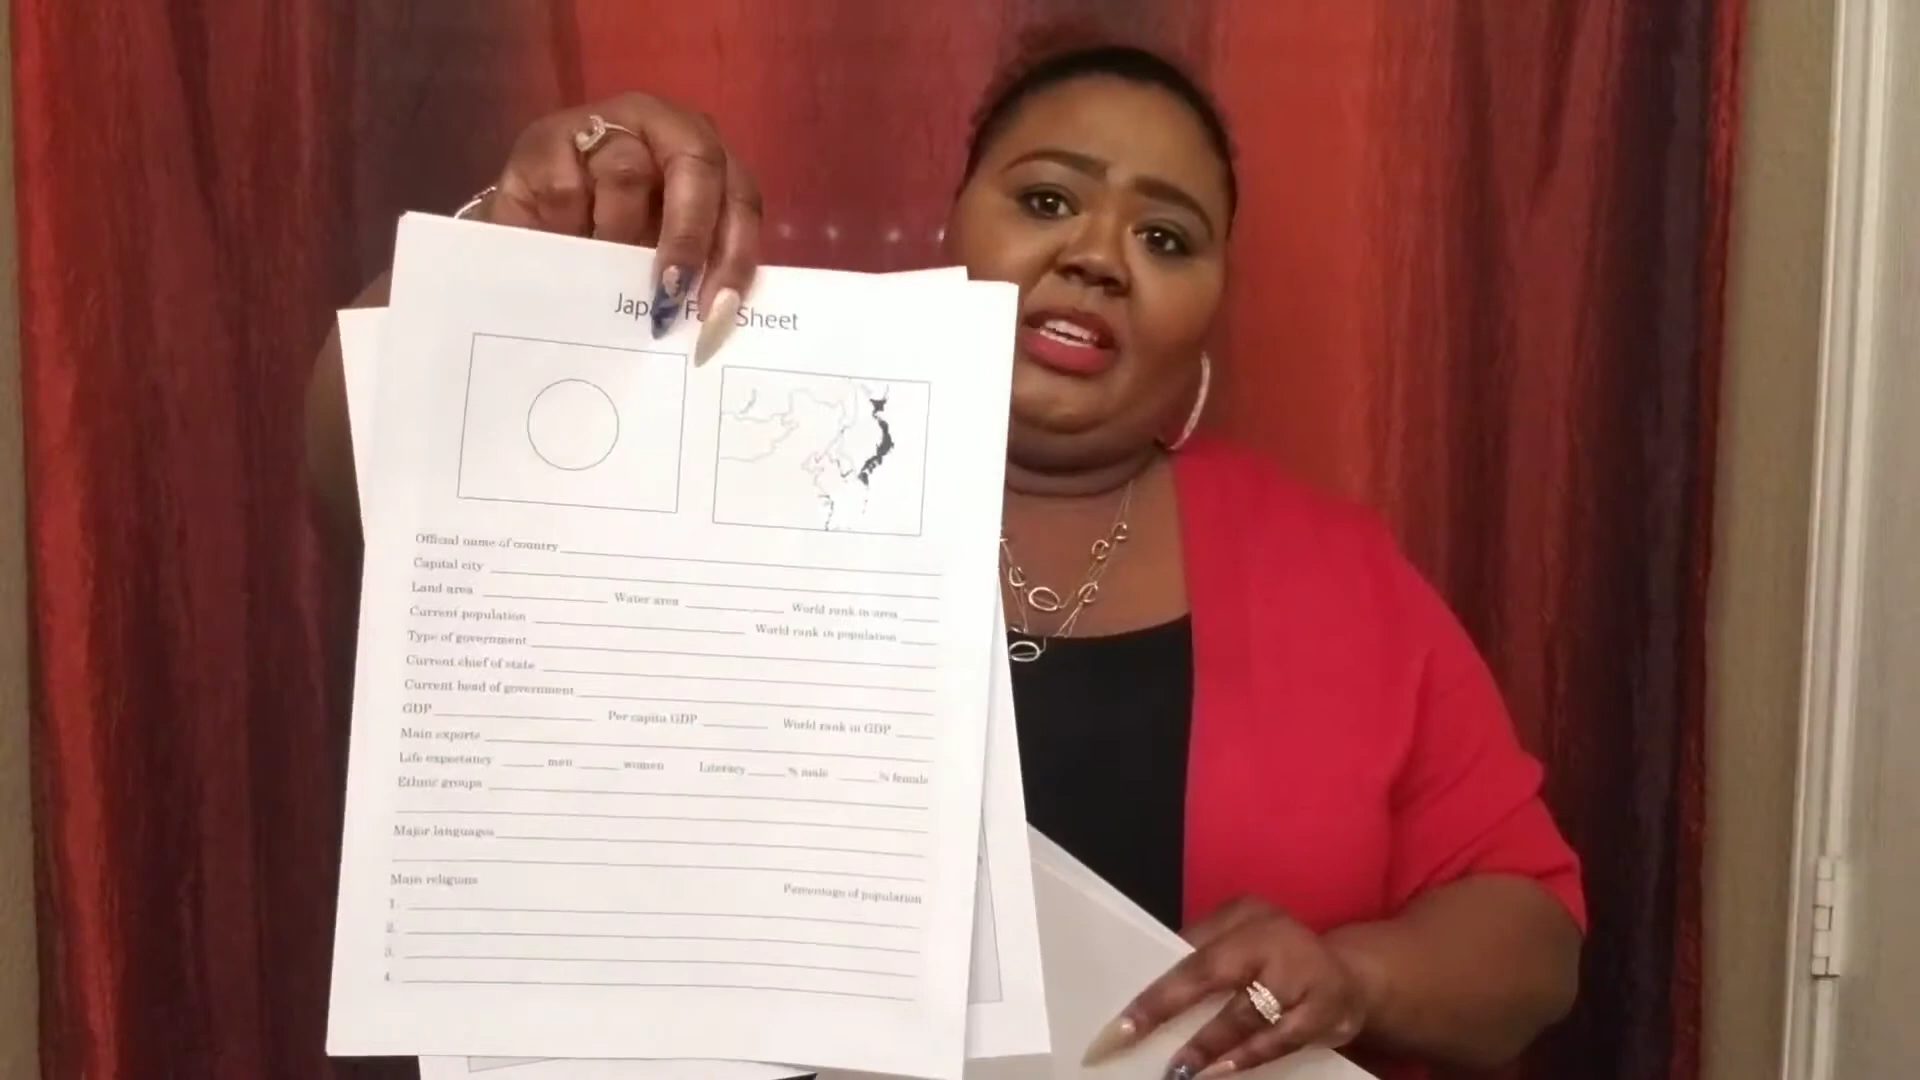 Japan Fact Sheet
Official name of country
Capital city
Land area Water area World rank in area
Current population World rank in population
Type of government
Current chief of state
Current head of government
GDP Per capita GDP World rank in GDP
Main exports
Life expectancy men women Literacy % male % female
Ethnic groups
Major languages
Main religions Percentage of population
1.
2.
3.
4.